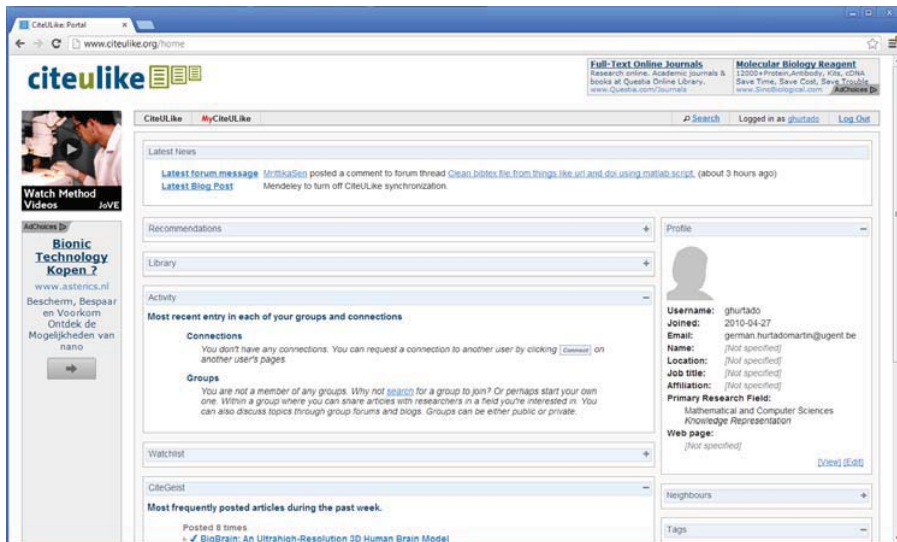 CiteULike: Portal
www.citeulike.org/home
citeulike
Full-Text Online Journals
Research online. Academic journals &
books at Questia Online Library.
www.Questia.com/Journals
Molecular Biology Reagent
12000+Protein,Antibody, Kits, cDNA
Save Time, Save Cost, Save Trouble
www.SinoBiological.com
AdChoices
CiteULike MyCiteULike Search Logged in as ghurtado Log Out
Watch Method
Videos JoVE
AdChoices
Bionic
Technology
Kopen ?
www.asterics.nl
Bescherm, Bespaar
en Voorkom
Ontdek de
Mogelijkheden van
nano
Latest News
Latest forum message MrittikaSen posted a comment to forum thread Clean bibtex file from things like url and doi using matlab script. (about 3 hours ago)
Latest Blog Post Mendeley to turn off CiteULike synchronization.
Recommendations
Library
Activity
Most recent entry in each of your groups and connections
Connections
You don't have any connections. You can request a connection to another user by clicking Connect on
another user's pages.
Groups
You are not a member of any groups. Why not search for a group to join? Or perhaps start your own
one. Within a group where you can share articles with researchers in a field you're interested in. You
can also discuss topics through group forums and blogs. Groups can be either public or private.
Watchlist
CiteGeist
Most frequently posted articles during the past week.
Posted 8 times
BigBrain: An Ultrahigh-Resolution 3D Human Brain Model
Profile
Username: ghurtado
Joined: 2010-04-27
Email: german.hurtadomartin@ugent.be
Name: [Not specified]
Location: [Not specified]
Job title: [Not specified]
Affiliation: [Not specified]
Primary Research Field:
Mathematical and Computer Sciences
Knowledge Representation
Web page:
[Not specified]
[View] [Edit]
Neighbours
Tags